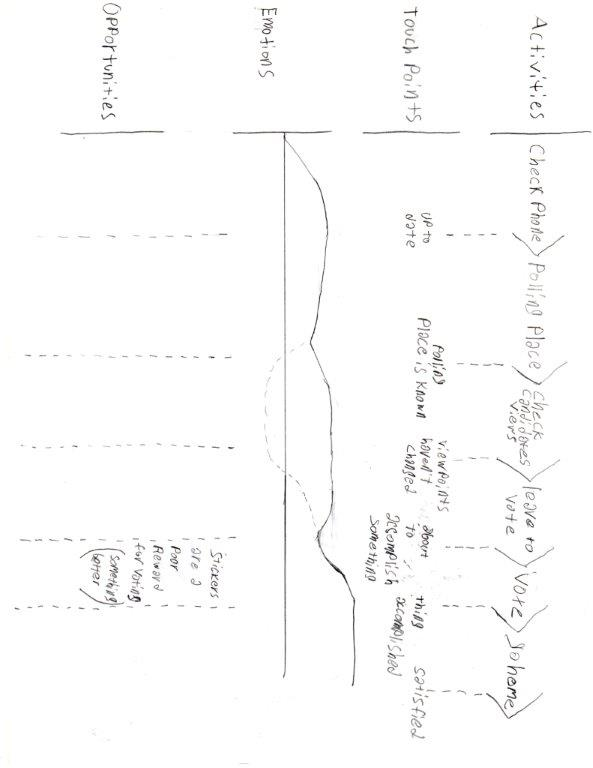 Activities
Check Phone
Polling Place
Check
candidates
views
leave to
vote
Vote
go home
Touch Points
up to
date
Polling
Place is known
viewpoints
haven't
changed
about
to
accomplish
something
thing
accomplished
satisfied
Emotions
Opportunities
Stickers
are a
Poor
Reward
for voting
(something
better)